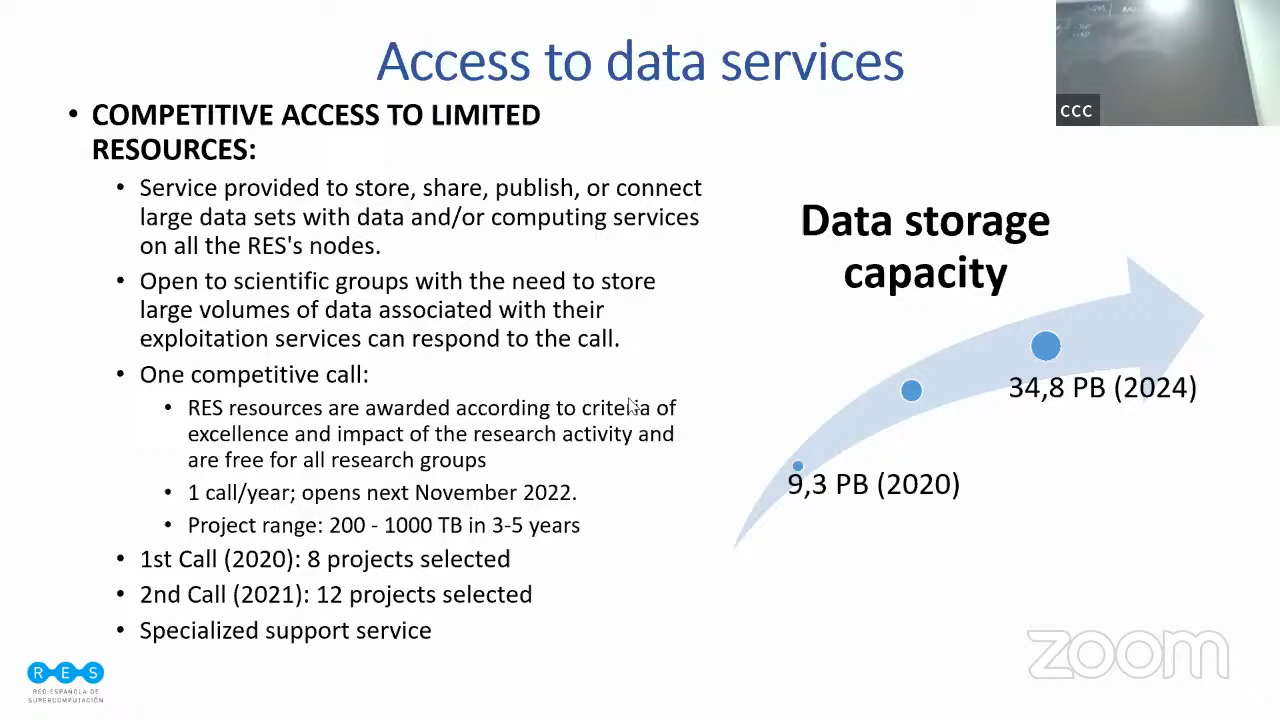 Access to data services
• COMPETITIVE ACCESS TO LIMITED
RESOURCES:
• Service provided to store, share, publish, or connect
large data sets with data and/or computing services
on all the RES's nodes.
• Open to scientific groups with the need to store
large volumes of data associated with their
exploitation services can respond to the call.
• One competitive call:
• RES resources are awarded according to criteria of
excellence and impact of the research activity and
are free for all research groups
• 1 call/year; opens next November 2022.
• Project range: 200 - 1000 TB in 3-5 years
• 1st Call (2020): 8 projects selected
• 2nd Call (2021): 12 projects selected
• Specialized support service
Data storage
capacity
34,8 PB (2024)
9,3 PB (2020)
CCC
RES
RED ESPAÑOLA DE
SUPERCOMPUTACIÓN
zoom